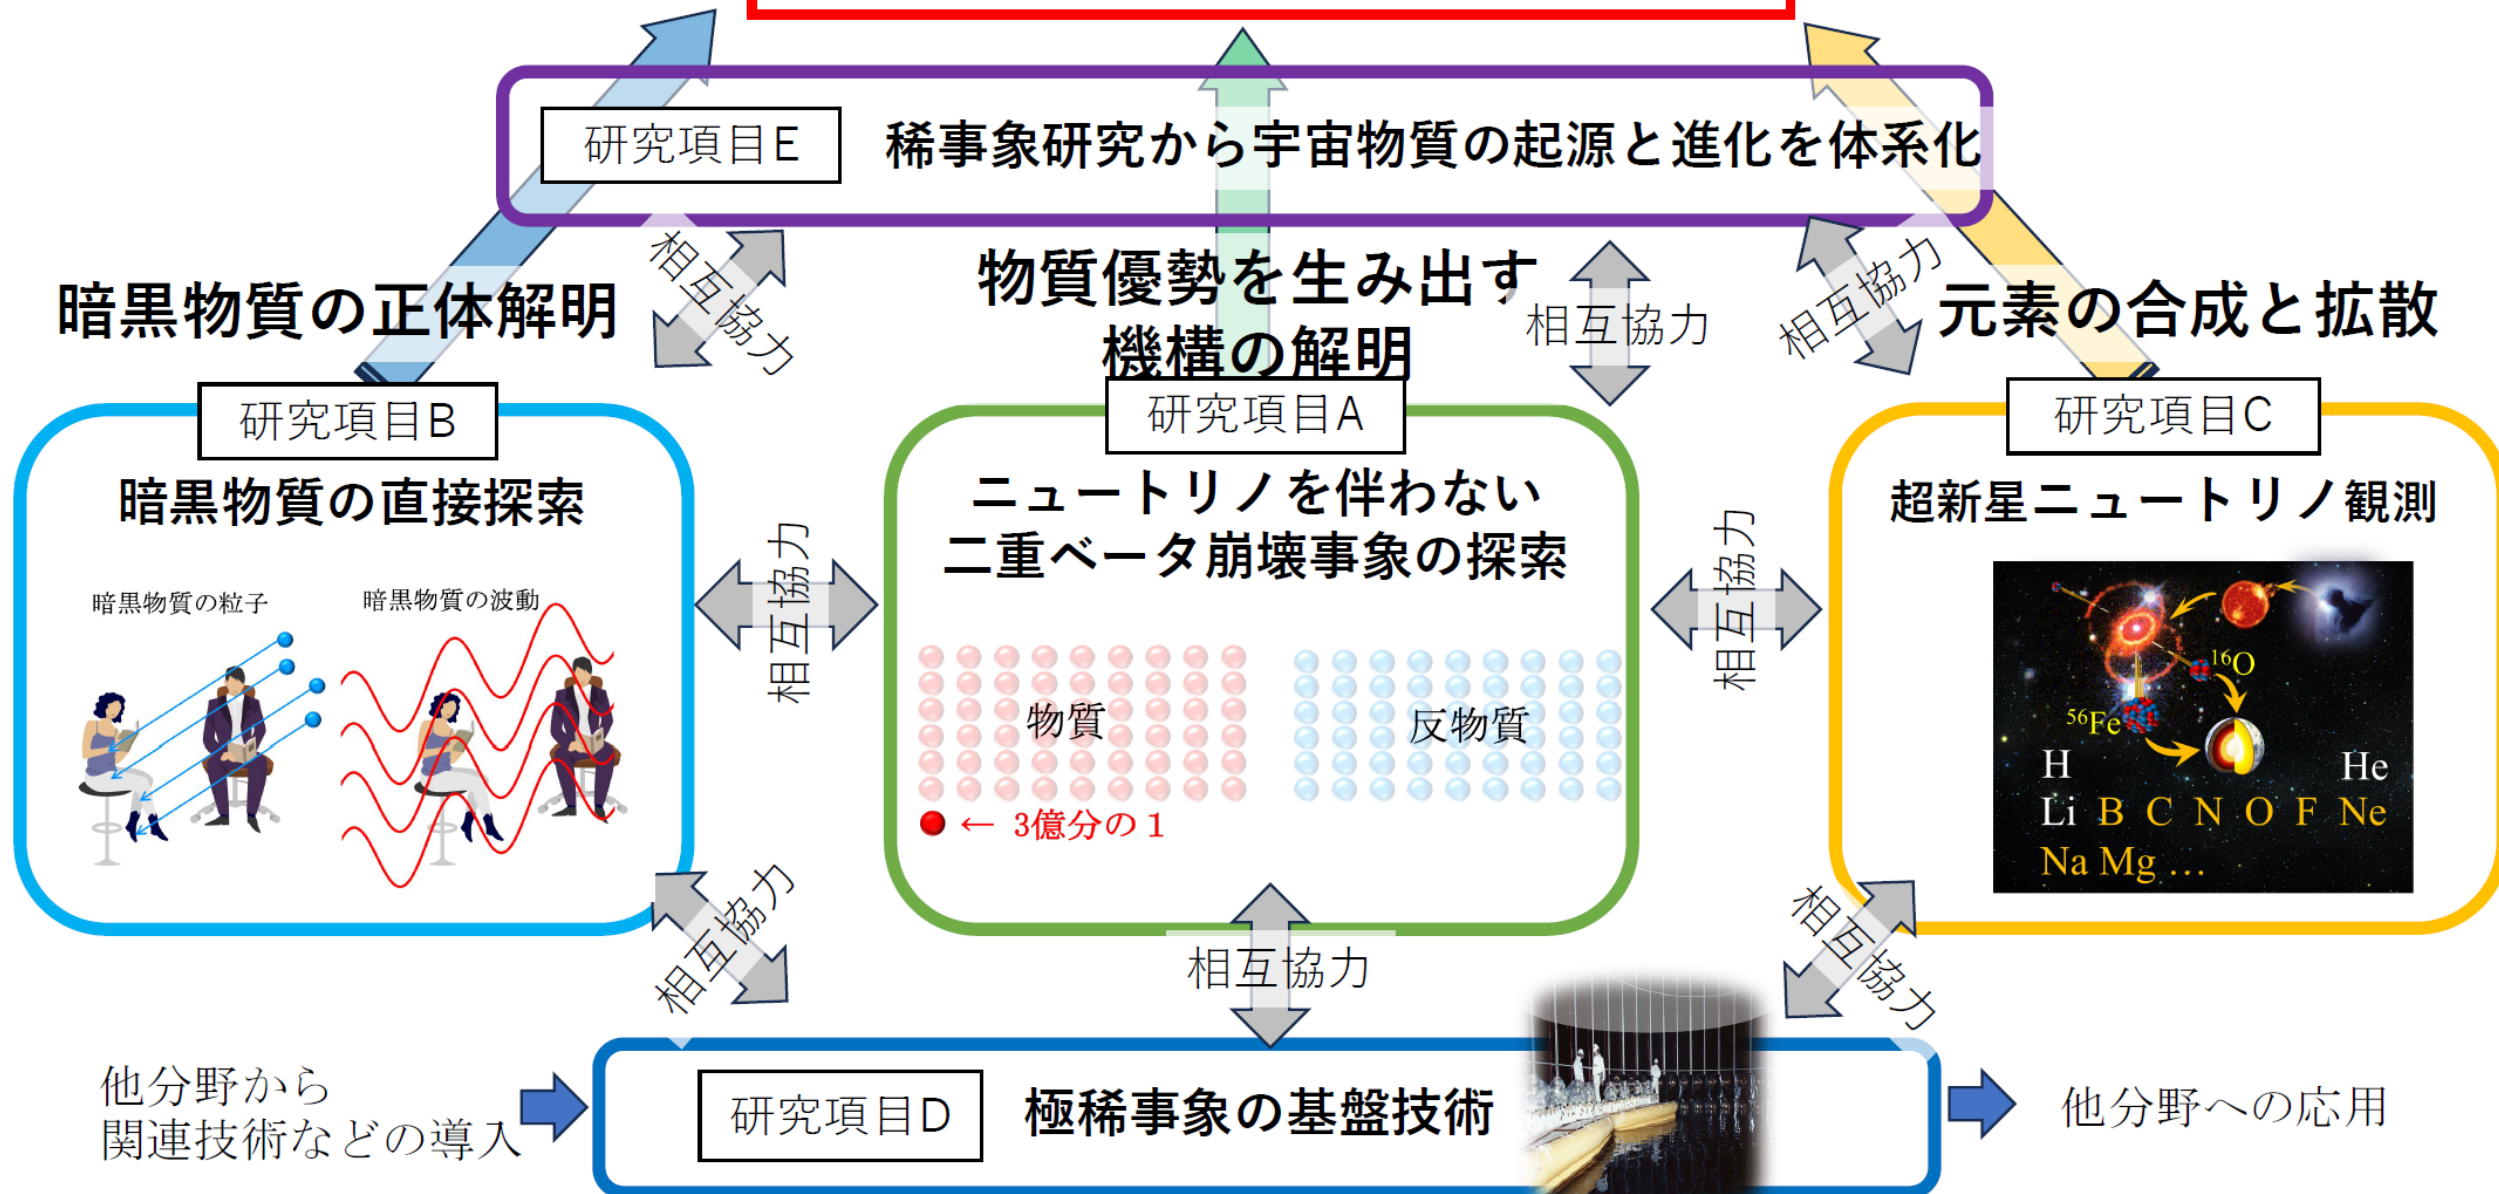 研究項目E
稀事象研究から宇宙物質の起源と進化を体系化
相互協力
相互協力
相互協力
暗黒物質の正体解明
物質優勢を生み出す
機構の解明
元素の合成と拡散
研究項目B
暗黒物質の直接探索
暗黒物質の粒子
暗黒物質の波動
相互協力
研究項目A
ニュートリノを伴わない
二重ベータ崩壊事象の探索
物質
反物質
← 3億分の1
相互協力
研究項目C
超新星ニュートリノ観測
¹⁶O
⁵⁶Fe
H He
Li B C N O F Ne
Na Mg …
相互協力
相互協力
相互協力
他分野から
関連技術などの導入
研究項目D
極稀事象の基盤技術
他分野への応用